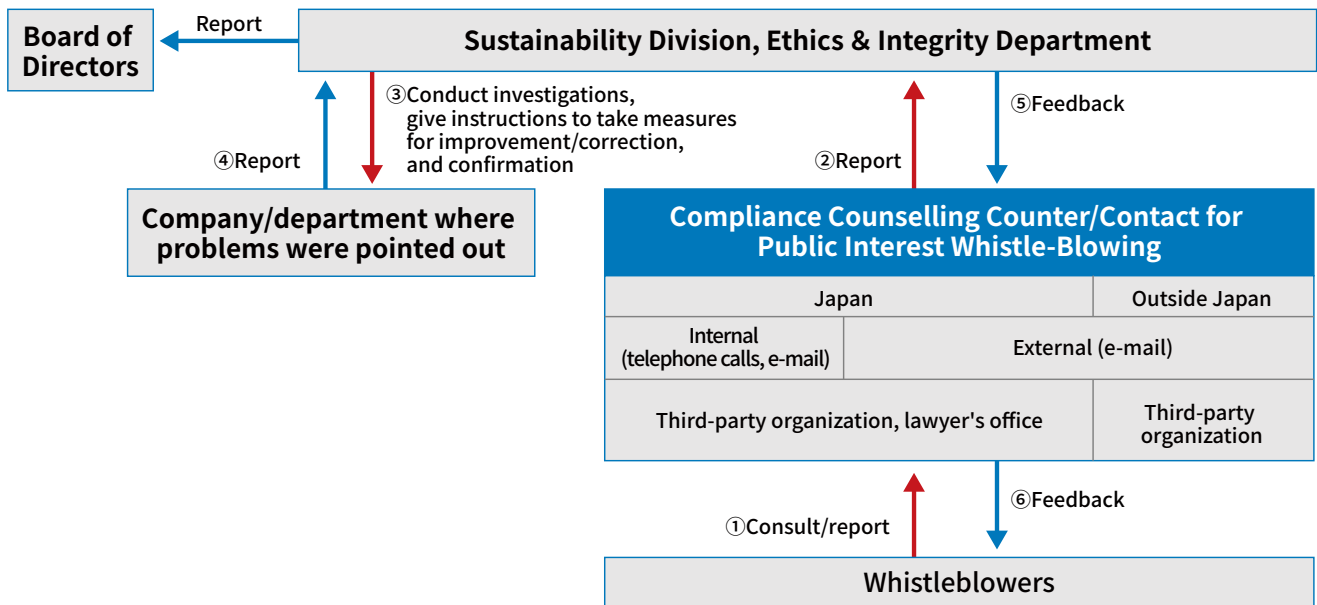 Board of
Directors
Report
Sustainability Division, Ethics & Integrity Department
③Conduct investigations,
give instructions to take measures
for improvement/correction,
and confirmation
④Report
②Report
⑤Feedback
Company/department where
problems were pointed out
Compliance Counselling Counter/Contact for
Public Interest Whistle-Blowing
Japan
Outside Japan
Internal
(telephone calls, e-mail)
External (e-mail)
Third-party organization, lawyer's office
Third-party
organization
①Consult/report
⑥Feedback
Whistleblowers